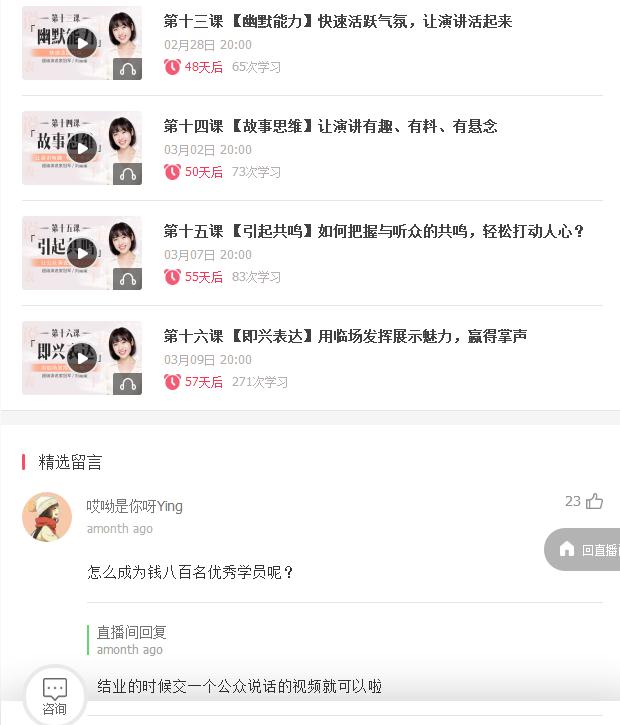 第十三课
「幽默能力」
第十三课【幽默能力】快速活跃气氛，让演讲活起来
02月28日 20:00
48天后 65次学习
第十四课
「故事思维」
第十四课【故事思维】让演讲有趣、有料、有悬念
03月02日 20:00
50天后 73次学习
第十五课
「引起共鸣」
第十五课【引起共鸣】如何把握与听众的共鸣，轻松打动人心？
03月07日 20:00
55天后 83次学习
第十六课
「即兴表达」
第十六课【即兴表达】用临场发挥展示魅力，赢得掌声
03月09日 20:00
57天后 271次学习
精选留言
哎呦是你呀Ying
23
amonth ago
回直播
怎么成为钱八百名优秀学员呢？
直播间回复
amonth ago
结业的时候交一个公众说话的视频就可以啦
咨询